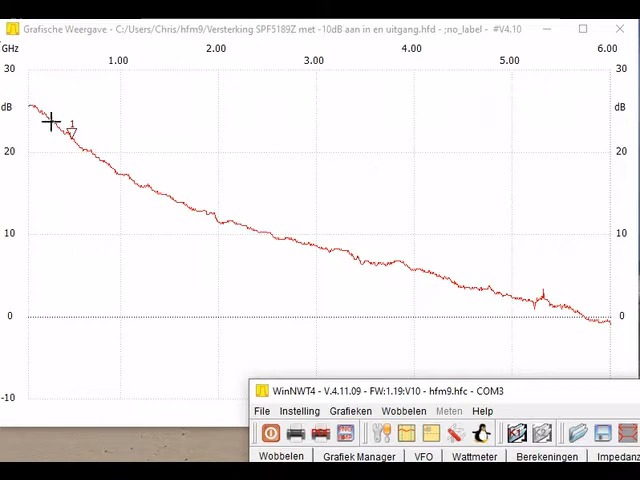 Grafische Weergave - C:/Users/Chris/hfm9/Versterking SPF5189Z met -10dB aan in en uitgang.hfd - ;no_label - #V4.10
GHz 1.00 2.00 3.00 4.00 5.00 6.00
30 30
dB dB
1
20 20
10 10
0 0
-10
WinNWT4 - V.4.11.09 - FW:1.19:V10 - hfm9.hfc - COM3
File Instelling Grafieken Wobbelen Meten Help
Wobbelen Grafiek Manager VFO Wattmeter Berekeningen Impedanz